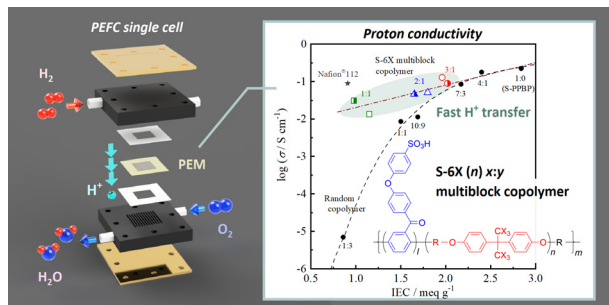 PEFC single cell
H2
PEM
H+
O2
H2O
Proton conductivity
log (σ/ S cm-1)
0
-1
-2
-3
-4
-5
Nafion®112
S-6X multiblock
copolymer
3:1
2:1
1:1
4:1
1:0
(S-PPBP)
7:3
Fast H+ transfer
1:1
10:9
SO3H
O
O
Random
copolymer
1:3
S-6X (n) x:y
multiblock copolymer
l
R
O
CX3
CX3
O
n
R
m
1.0
1.5
2.0
2.5
3.0
IEC / meq g-1